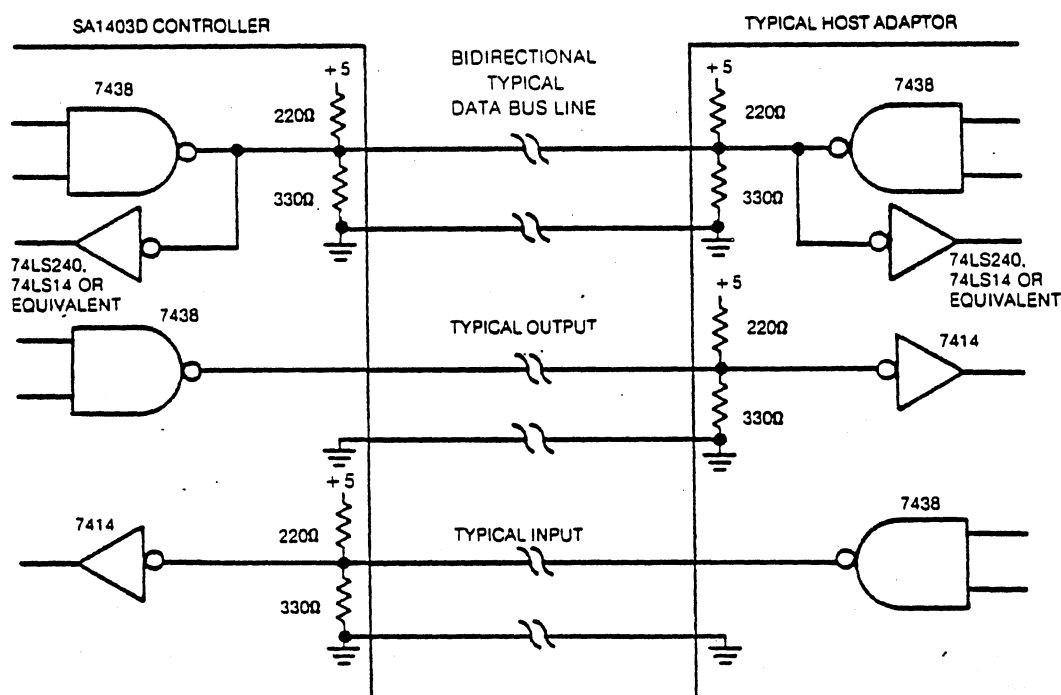 SA1403D CONTROLLER
TYPICAL HOST ADAPTOR
BIDIRECTIONAL
TYPICAL
DATA BUS LINE
7438
+5
220Ω
330Ω
+5
220Ω
330Ω
7438
74LS240,
74LS14 OR
EQUIVALENT
74LS240,
74LS14 OR
EQUIVALENT
7438
TYPICAL OUTPUT
+5
220Ω
330Ω
7414
7414
+5
220Ω
330Ω
TYPICAL INPUT
7438